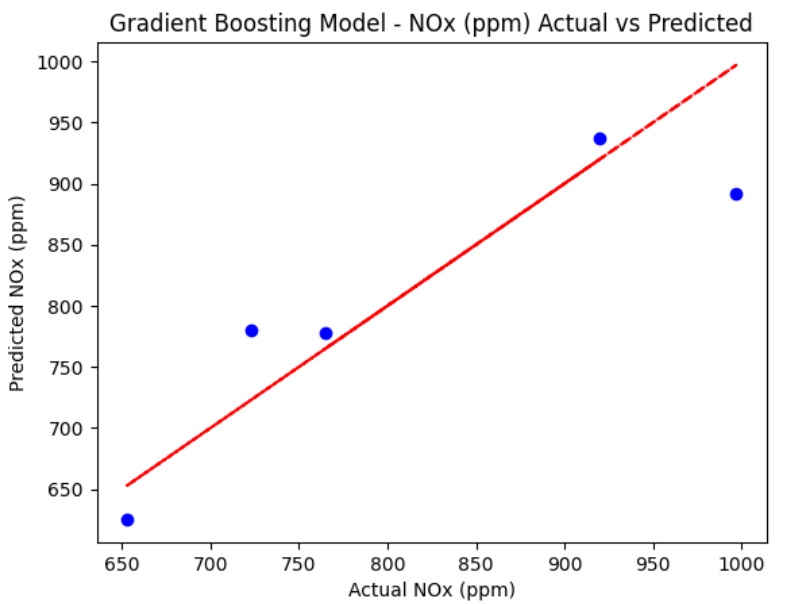 Gradient Boosting Model - NOx (ppm) Actual vs Predicted
1000
950
900
850
800
750
700
650
Predicted NOx (ppm)
650 700 750 800 850 900 950 1000
Actual NOx (ppm)